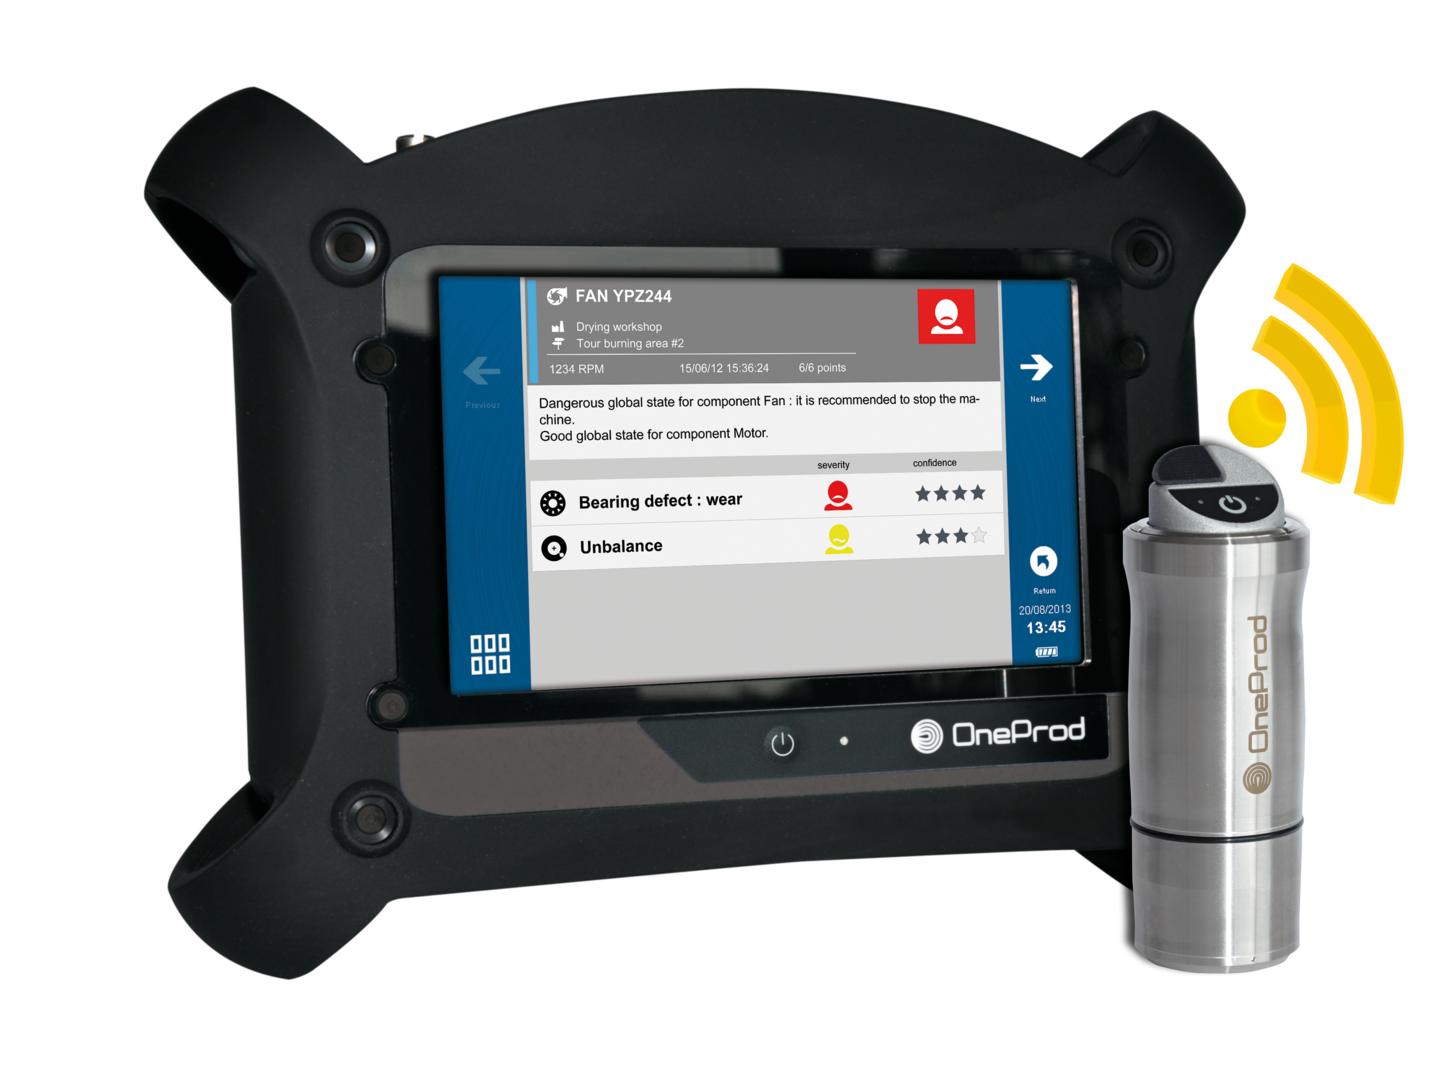 FAN YPZ244
Drying workshop
Tour burning area #2
1234 RPM 15/06/12 15:36:24 6/6 points
Previous
Next
Dangerous global state for component Fan : it is recommended to stop the ma-
chine.
Good global state for component Motor.
severity confidence
Bearing defect : wear
Unbalance
Return
20/08/2013
13:45
OneProd
OneProd